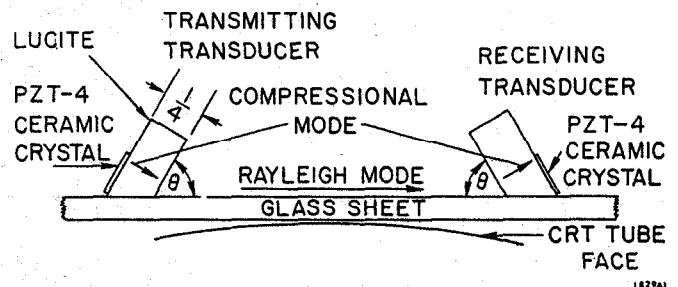 TRANSMITTING
TRANSDUCER
LUCITE
PZT-4
CERAMIC
CRYSTAL
1/4
COMPRESSIONAL
MODE
RECEIVING
TRANSDUCER
PZT-4
CERAMIC
CRYSTAL
θ
RAYLEIGH MODE
θ
GLASS SHEET
CRT TUBE
FACE
1829A1